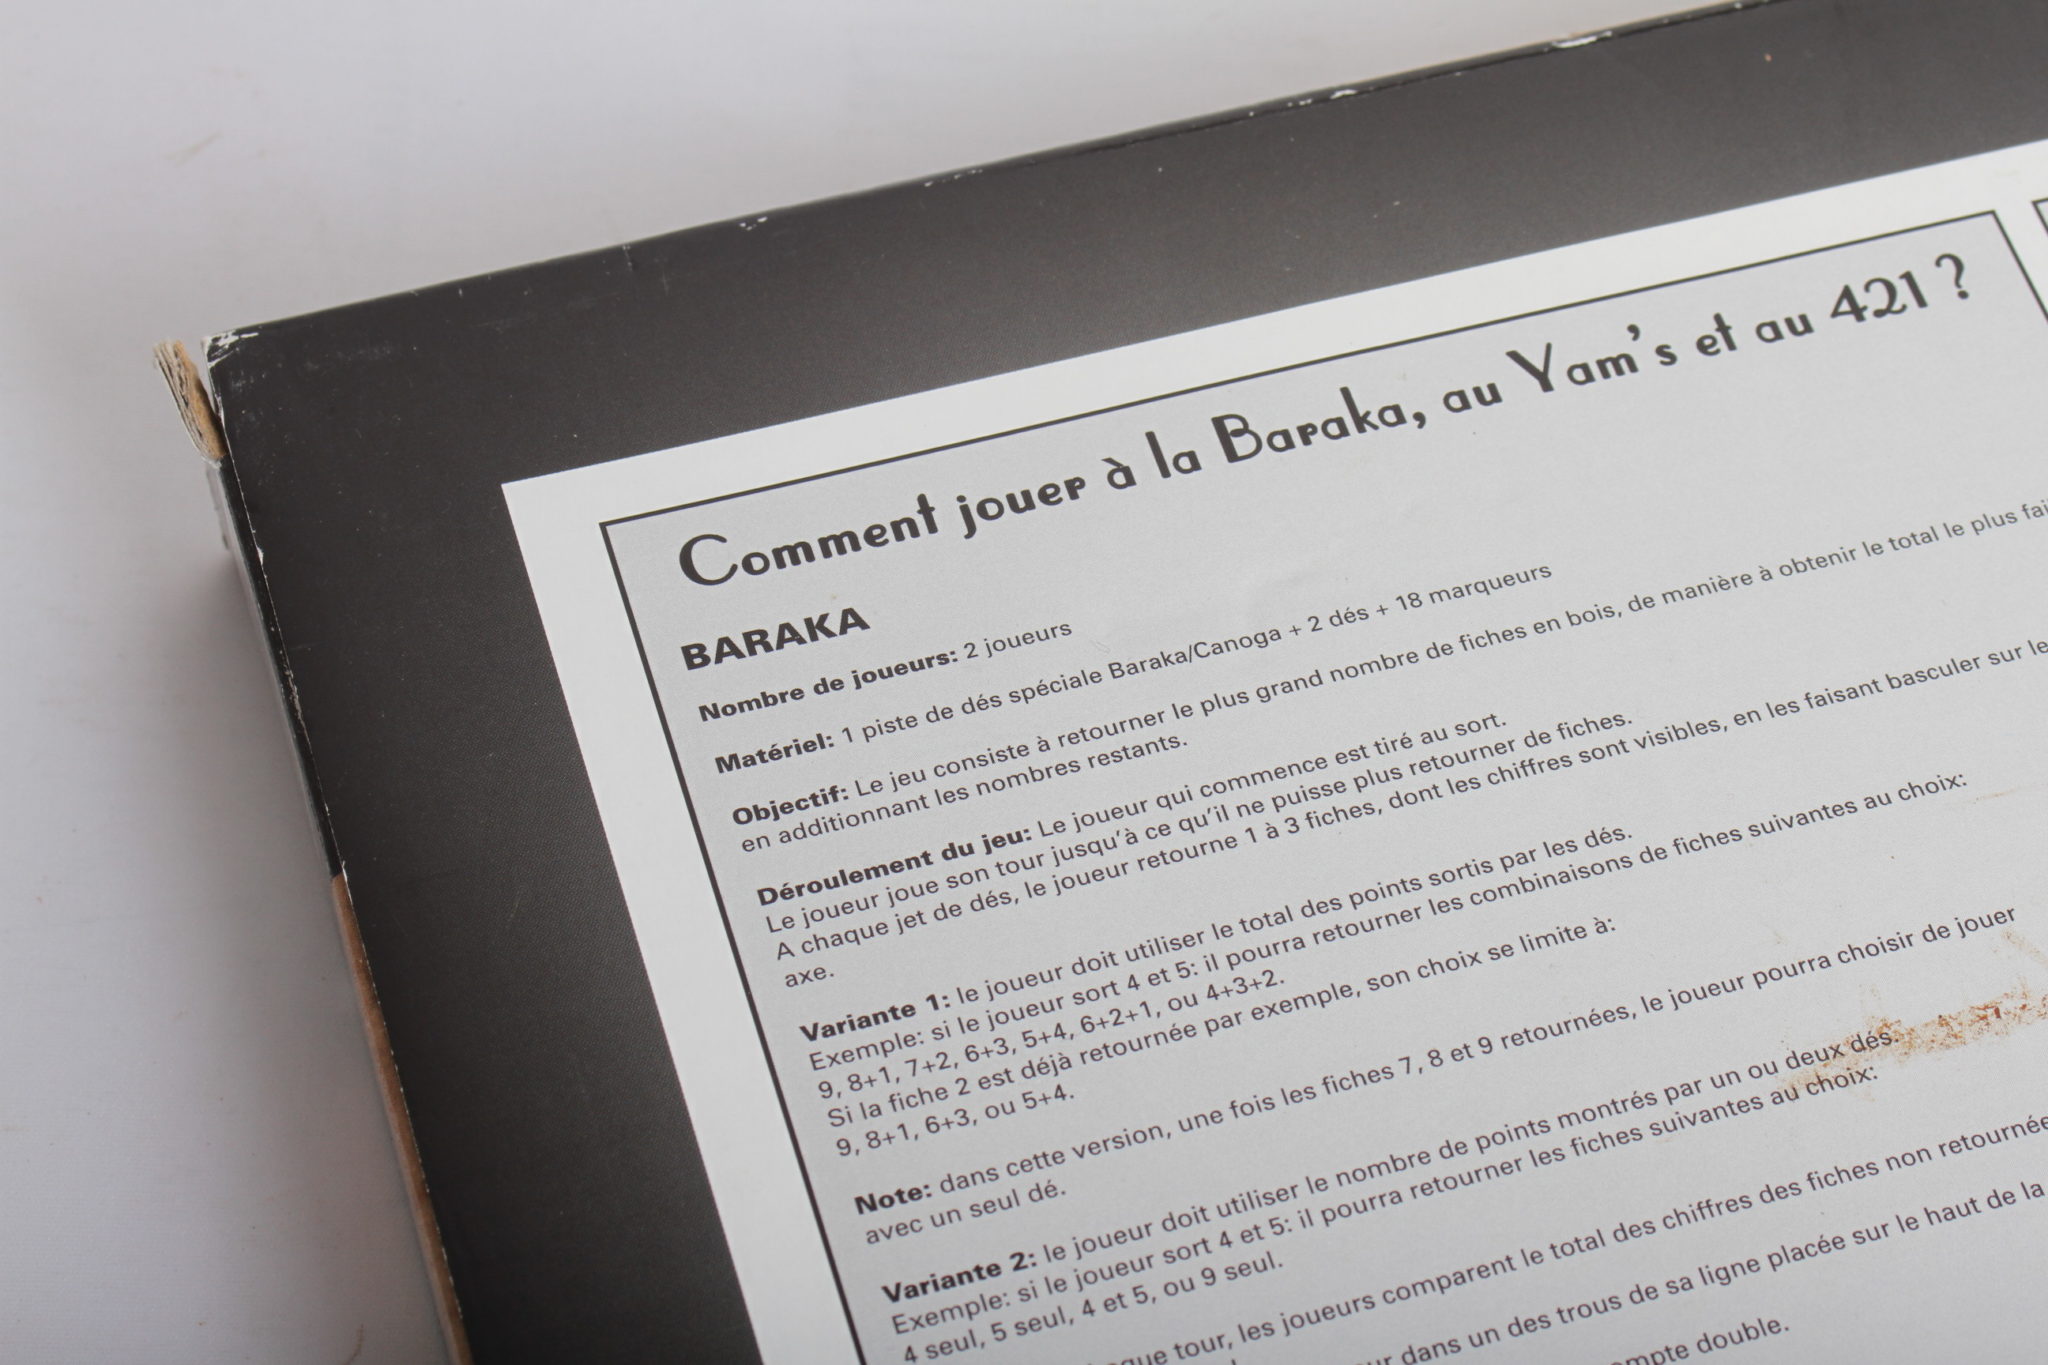 Comment jouer à la Baraka, au Yam's et au 421 ?
BARAKA
Nombre de joueurs: 2 joueurs
Matériel: 1 piste de dés spéciale Baraka/Canoga + 2 dés + 18 marqueurs
Objectif: Le jeu consiste à retourner le plus grand nombre de fiches en bois, de manière à obtenir le total le plus
en additionnant les nombres restants.
Déroulement du jeu: Le joueur qui commence est tiré au sort.
Le joueur joue son tour jusqu'à ce qu'il ne puisse plus retourner de fiches.
A chaque jet de dés, le joueur retourne 1 à 3 fiches, dont les chiffres sont visibles, en les faisant basculer sur
axe.
Variante 1: le joueur doit utiliser le total des points sortis par les dés.
Exemple: si le joueur sort 4 et 5: il pourra retourner les combinaisons de fiches suivantes au choix:
9, 8+1, 7+2, 6+3, 5+4, 6+2+1, ou 4+3+2.
Si la fiche 2 est déjà retournée par exemple, son choix se limite à:
9, 8+1, 6+3, ou 5+4.
Note: dans cette version, une fois les fiches 7, 8 et 9 retournées, le joueur pourra choisir de jouer
avec un seul dé.
Variante 2: le joueur doit utiliser le nombre de points montrés par un ou deux dés.
Exemple: si le joueur sort 4 et 5: il pourra retourner les fiches suivantes au choix:
4 seul, 5 seul, 4 et 5, ou 9 seul.
tour, les joueurs comparent le total des chiffres des fiches non
dans un des trous de sa ligne placée sur le haut de la
double.